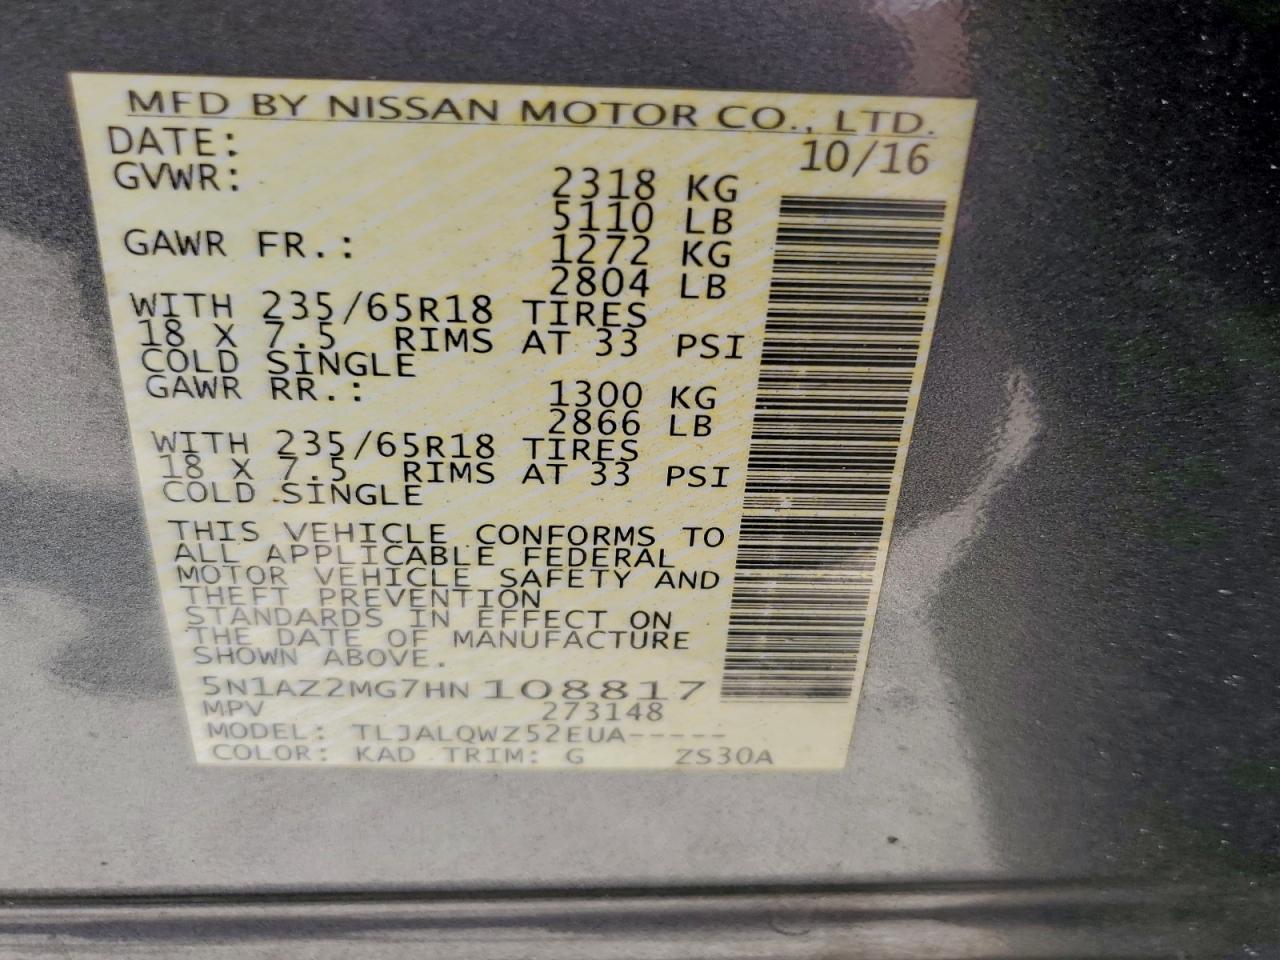 MFD BY NISSAN MOTOR CO., LTD.
DATE: 10/16
GVWR: 2318 KG
5110 LB
GAWR FR.: 1272 KG
2804 LB
WITH 235/65R18 TIRES
18 X 7.5 RIMS AT 33 PSI
COLD SINGLE
GAWR RR.: 1300 KG
2866 LB
WITH 235/65R18 TIRES
18 X 7.5 RIMS AT 33 PSI
COLD SINGLE
THIS VEHICLE CONFORMS TO
ALL APPLICABLE FEDERAL
MOTOR VEHICLE SAFETY AND
THEFT PREVENTION
STANDARDS IN EFFECT ON
THE DATE OF MANUFACTURE
SHOWN ABOVE.
5N1AZ2MG7HN108817
MPV 273148
MODEL: TLJALQWZ52EUA-----
COLOR: KAD TRIM: G ZS30A